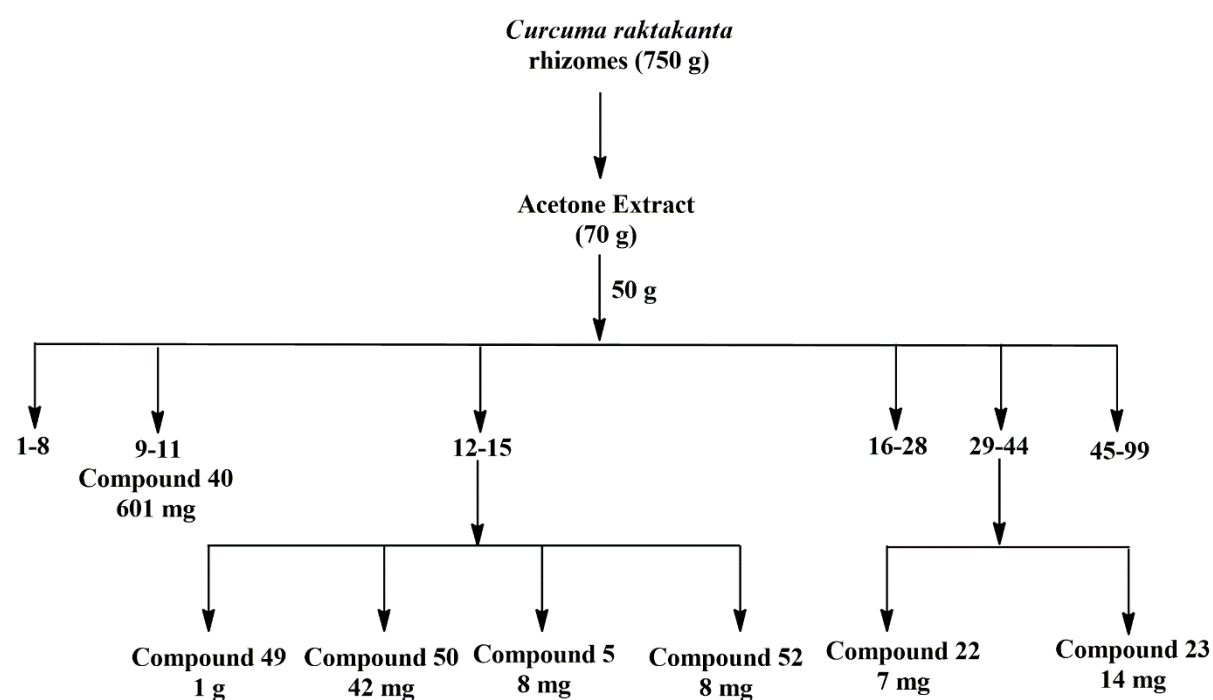 Curcuma raktakanta
rhizomes (750 g)
Acetone Extract
(70 g)
50 g
1-8
9-11
Compound 40
601 mg
12-15
16-28
29-44
45-99
Compound 49
1 g
Compound 50
42 mg
Compound 5
8 mg
Compound 52
8 mg
Compound 22
7 mg
Compound 23
14 mg